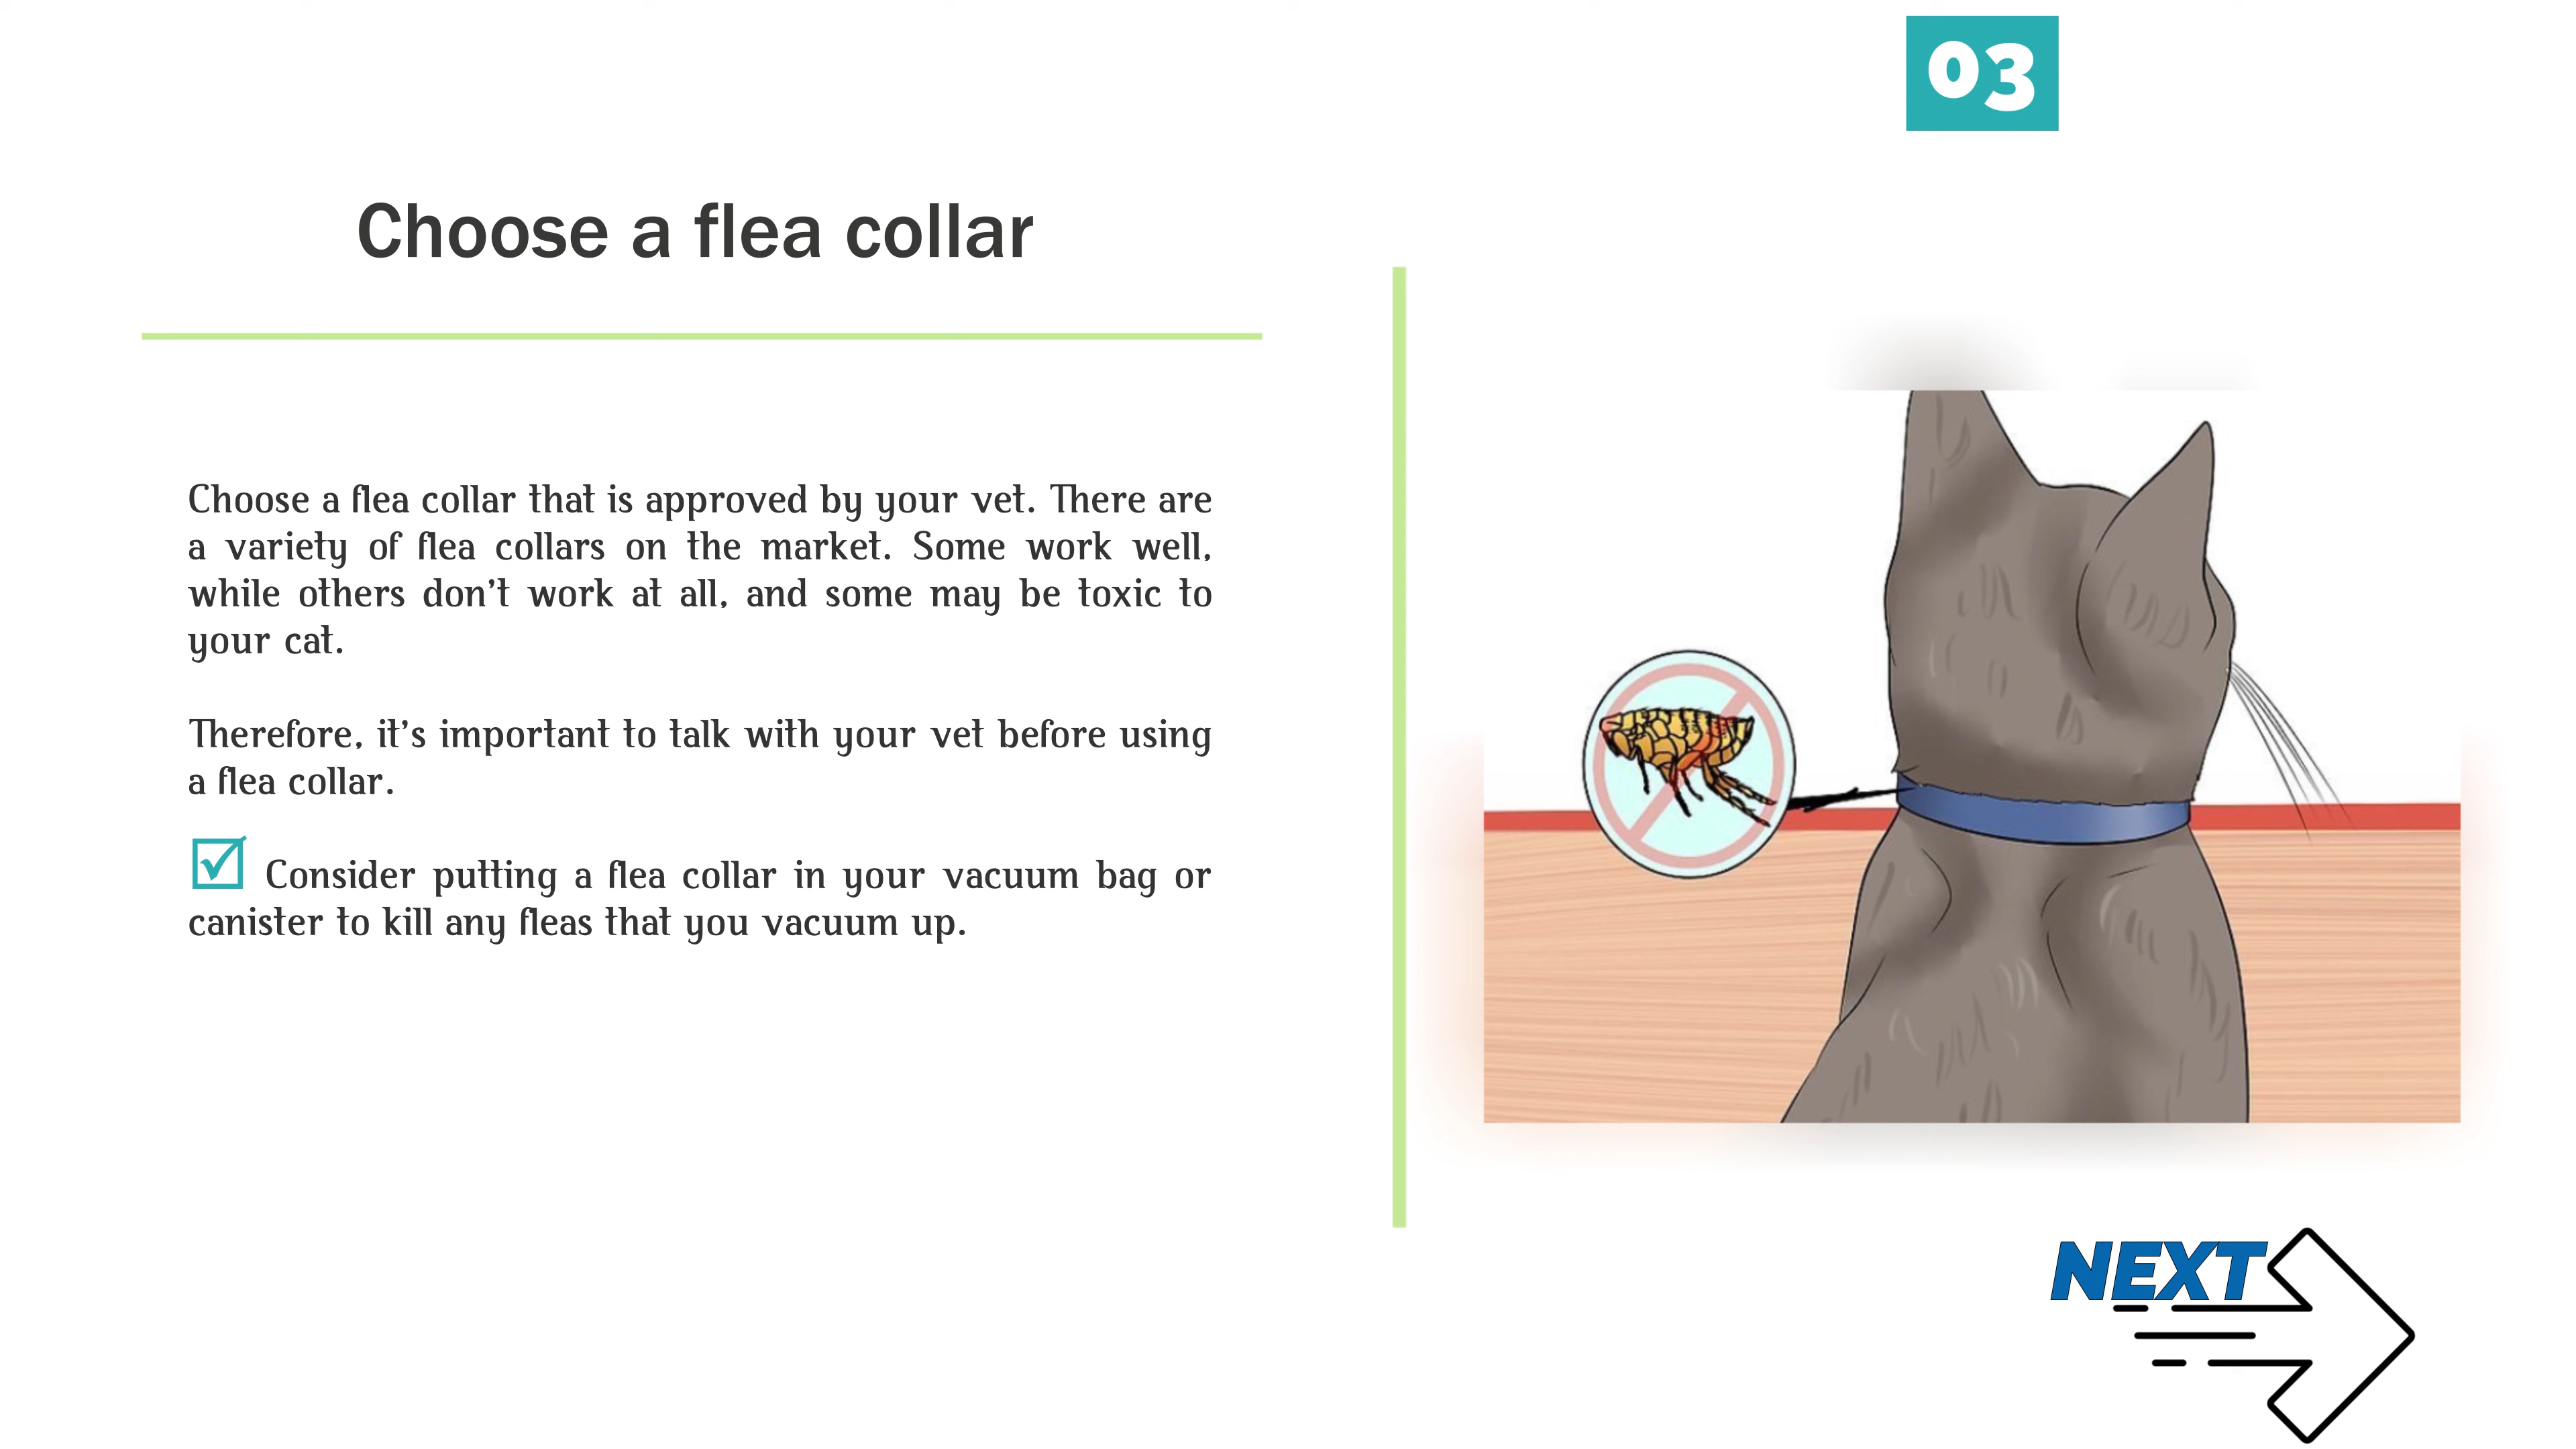 03
Choose a flea collar
Choose a flea collar that is approved by your vet. There are
a variety of flea collars on the market. Some work well,
while others don't work at all, and some may be toxic to
your cat.
Therefore, it's important to talk with your vet before using
a flea collar.
Consider putting a flea collar in your vacuum bag or
canister to kill any fleas that you vacuum up.
NEXT